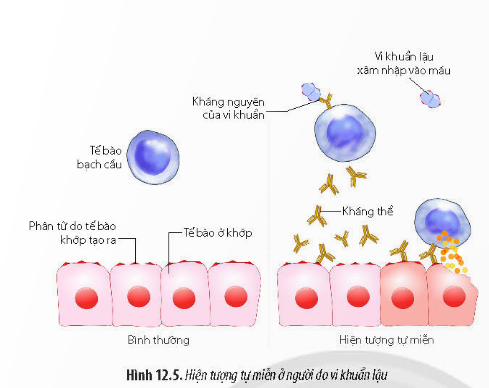 Vi khuẩn lậu
xâm nhập vào máu
Kháng nguyên
của vi khuẩn
Tế bào
bạch cầu
Kháng thể
Phân tử do tế bào
khớp tạo ra
Tế bào ở khớp
Bình thường
Hiện tượng tự miễn
Hình 12.5. Hiện tượng tự miễn ở người do vi khuẩn lậu